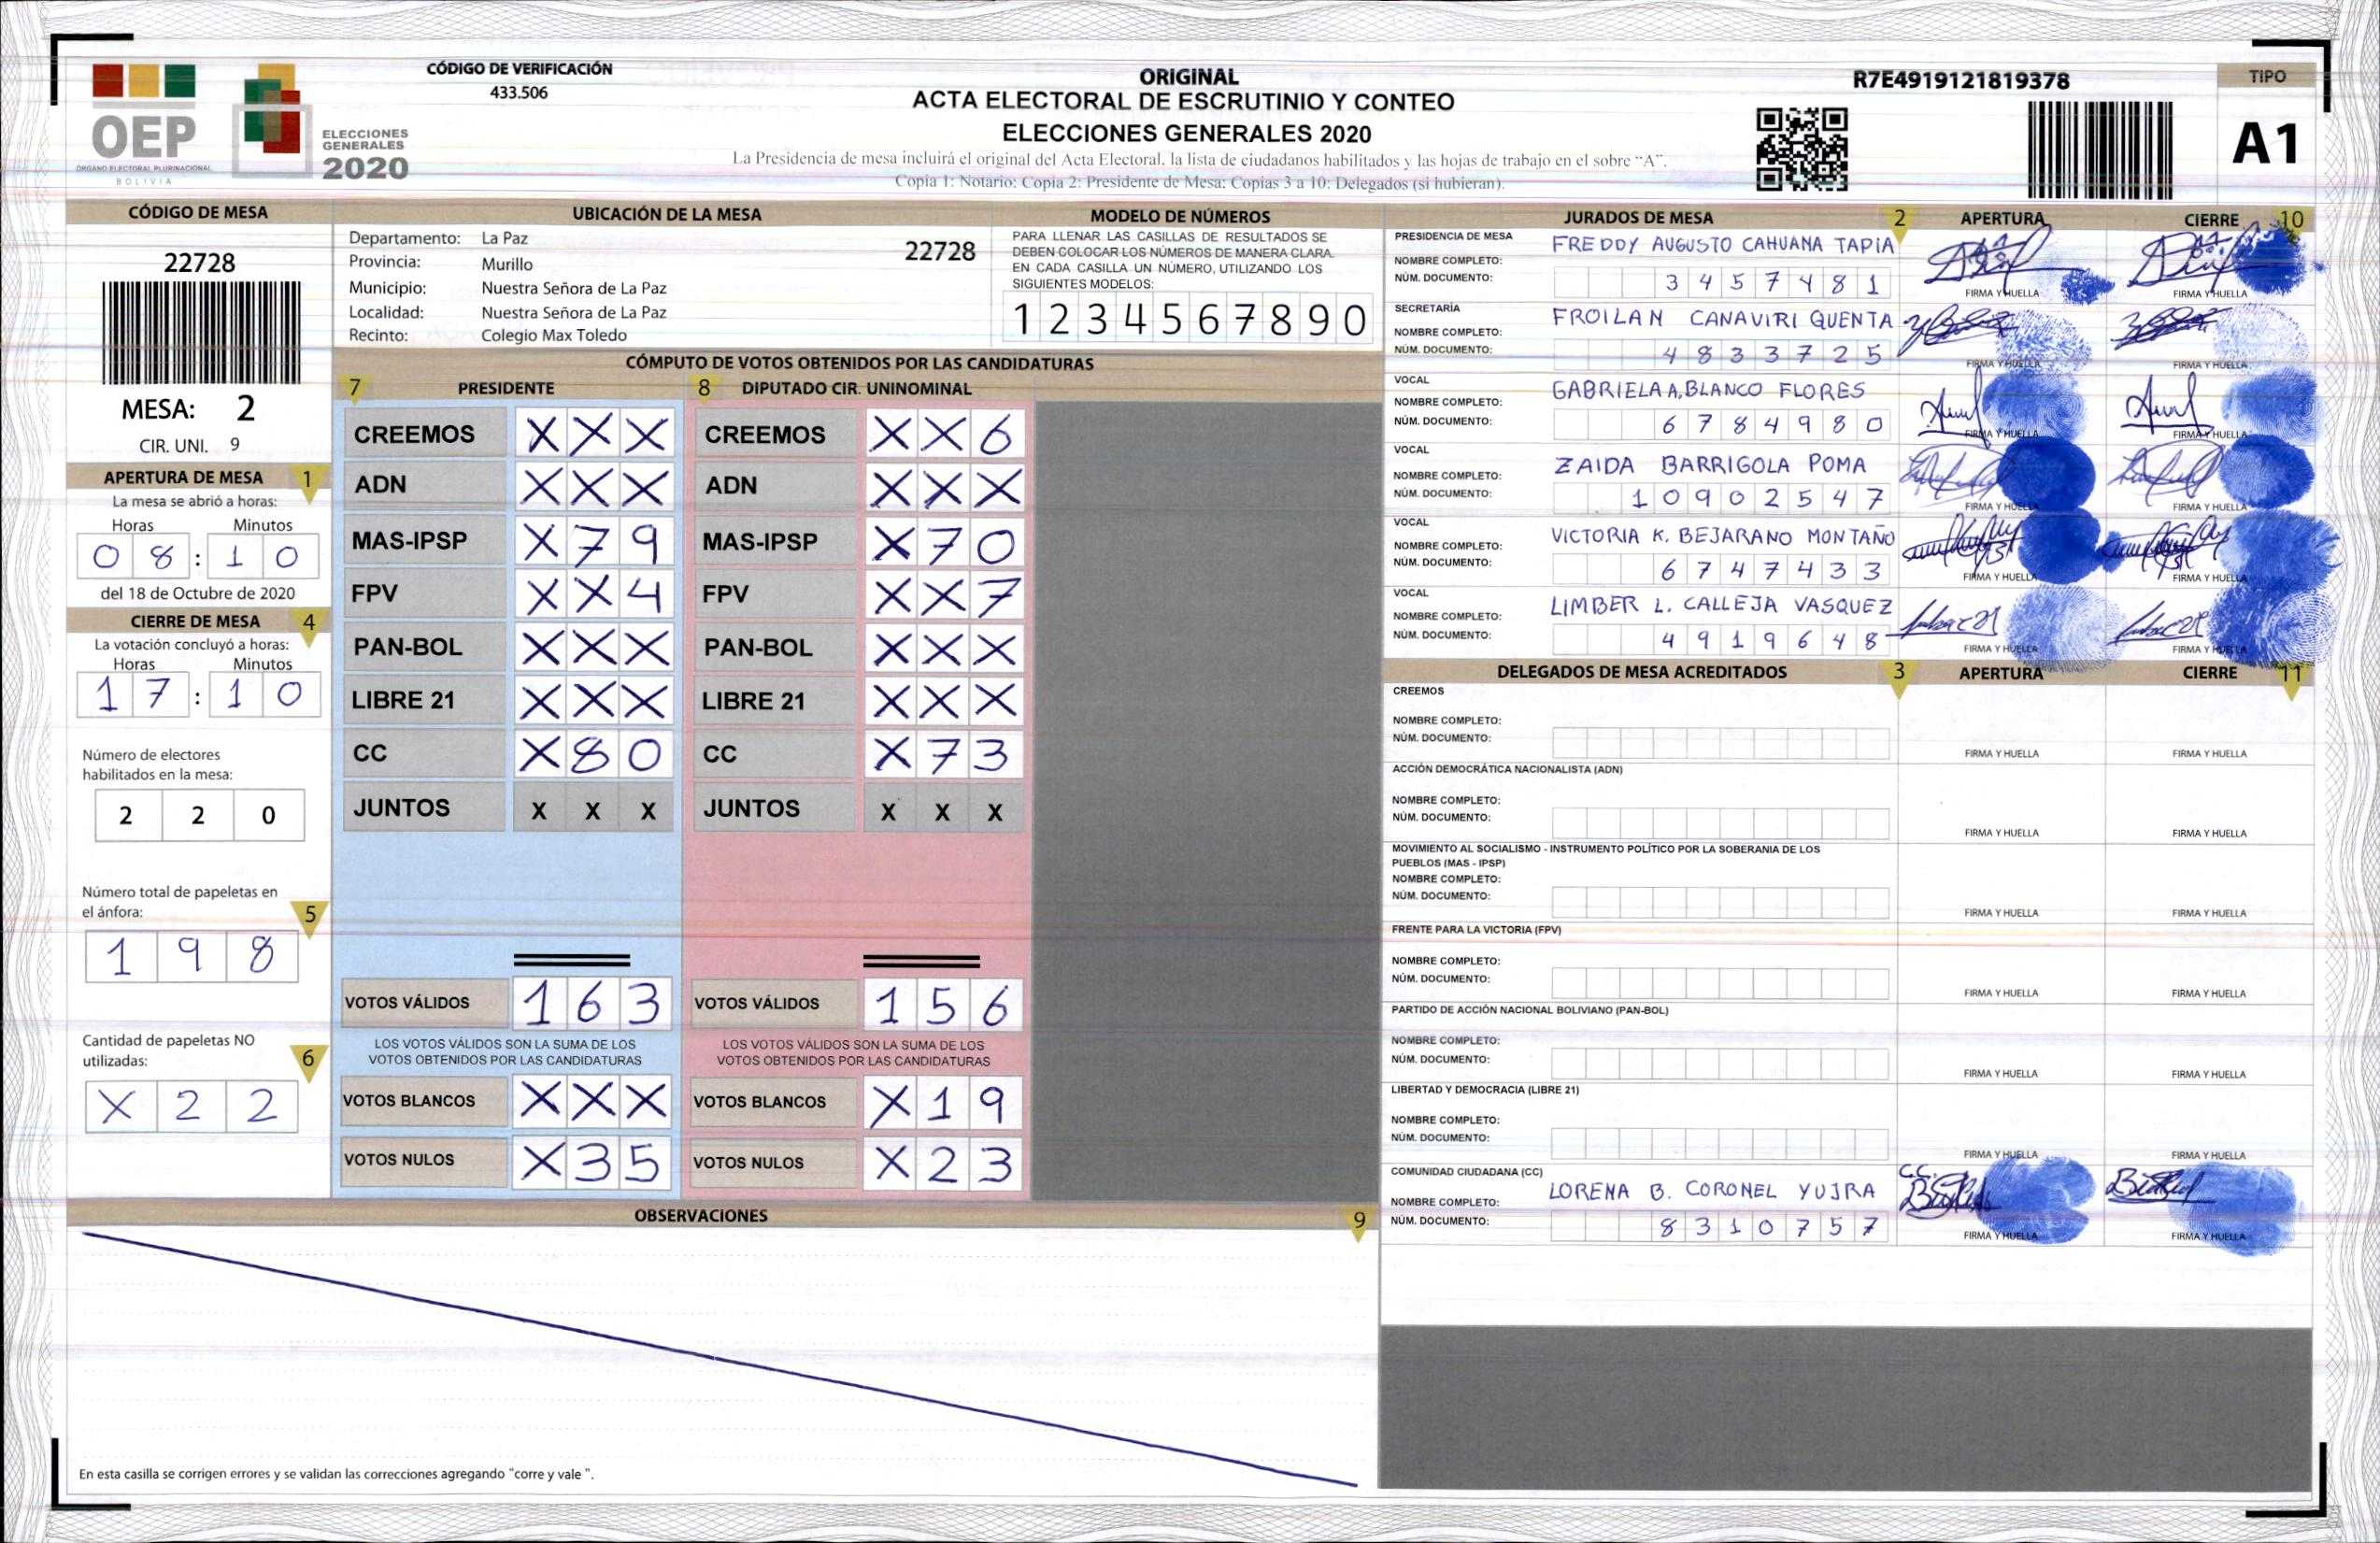 CÓDIGO DE VERIFICACIÓN
433.506
OEP
ÓRGANO ELECTORAL PLURINACIONAL
BOLIVIA
ELECCIONES
GENERALES
2020
ORIGINAL
ACTA ELECTORAL DE ESCRUTINIO Y CONTEO
ELECCIONES GENERALES 2020
La Presidencia de mesa incluirá el original del Acta Electoral, la lista de ciudadanos habilitados y las hojas de trabajo en el sobre "A".
Copia 1: Notario: Copia 2: Presidente de Mesa: Copias 3 a 10: Delegados (si hubieran).
R7E4919121819378
TIPO
A1
CÓDIGO DE MESA
22728
MESA: 2
CIR. UNI. 9
APERTURA DE MESA 1
La mesa se abrió a horas:
Horas Minutos
0 8 : 1 0
del 18 de Octubre de 2020
CIERRE DE MESA 4
La votación concluyó a horas:
Horas Minutos
1 7 : 1 0
Número de electores
habilitados en la mesa:
2 2 0
Número total de papeletas en
el ánfora: 5
1 9 8
Cantidad de papeletas NO
utilizadas: 6
X 2 2
UBICACIÓN DE LA MESA
Departamento: La Paz
22728
Provincia: Murillo
Municipio: Nuestra Señora de La Paz
Localidad: Nuestra Señora de La Paz
Recinto: Colegio Max Toledo
MODELO DE NÚMEROS
PARA LLENAR LAS CASILLAS DE RESULTADOS SE
DEBEN COLOCAR LOS NÚMEROS DE MANERA CLARA.
EN CADA CASILLA UN NÚMERO, UTILIZANDO LOS
SIGUIENTES MODELOS:
1 2 3 4 5 6 7 8 9 0
CÓMPUTO DE VOTOS OBTENIDOS POR LAS CANDIDATURAS
7 PRESIDENTE 8 DIPUTADO CIR. UNINOMINAL
CREEMOS X X X CREEMOS X X 6
ADN X X X ADN X X X
MAS-IPSP X 7 9 MAS-IPSP X 7 0
FPV X X 4 FPV X X 7
PAN-BOL X X X PAN-BOL X X X
LIBRE 21 X X X LIBRE 21 X X X
CC X 8 0 CC X 7 3
JUNTOS X X X JUNTOS X X X
VOTOS VÁLIDOS 1 6 3 VOTOS VÁLIDOS 1 5 6
LOS VOTOS VÁLIDOS SON LA SUMA DE LOS LOS VOTOS VÁLIDOS SON LA SUMA DE LOS
VOTOS OBTENIDOS POR LAS CANDIDATURAS VOTOS OBTENIDOS POR LAS CANDIDATURAS
VOTOS BLANCOS X X X VOTOS BLANCOS X 1 9
VOTOS NULOS X 3 5 VOTOS NULOS X 2 3
OBSERVACIONES 9
En esta casilla se corrigen errores y se validan las correcciones agregando "corre y vale ".
JURADOS DE MESA 2 APERTURA CIERRE 10
PRESIDENCIA DE MESA
NOMBRE COMPLETO: FREDDY AUGUSTO CAHUANA TAPIA
NÚM. DOCUMENTO: 3 4 5 7 4 8 1
FIRMA Y HUELLA FIRMA Y HUELLA
SECRETARÍA
NOMBRE COMPLETO: FROILAN CANAVIRI QUENTA
NÚM. DOCUMENTO: 4 8 3 3 7 2 5
FIRMA Y HUELLA FIRMA Y HUELLA
VOCAL
NOMBRE COMPLETO: GABRIELA A, BLANCO FLORES
NÚM. DOCUMENTO: 6 7 8 4 9 8 0
FIRMA Y HUELLA FIRMA Y HUELLA
VOCAL
NOMBRE COMPLETO: ZAIDA BARRIGOLA POMA
NÚM. DOCUMENTO: 1 0 9 0 2 5 4 7
FIRMA Y HUELLA FIRMA Y HUELLA
VOCAL
NOMBRE COMPLETO: VICTORIA K. BEJARANO MONTAÑO
NÚM. DOCUMENTO: 6 7 4 7 4 3 3
FIRMA Y HUELLA FIRMA Y HUELLA
VOCAL
NOMBRE COMPLETO: LIMBER L. CALLEJA VASQUEZ
NÚM. DOCUMENTO: 4 9 1 9 6 4 8
FIRMA Y HUELLA FIRMA Y HUELLA
DELEGADOS DE MESA ACREDITADOS 3 APERTURA CIERRE 11
CREEMOS
NOMBRE COMPLETO:
NÚM. DOCUMENTO:
FIRMA Y HUELLA FIRMA Y HUELLA
ACCIÓN DEMOCRÁTICA NACIONALISTA (ADN)
NOMBRE COMPLETO:
NÚM. DOCUMENTO:
FIRMA Y HUELLA FIRMA Y HUELLA
MOVIMIENTO AL SOCIALISMO - INSTRUMENTO POLÍTICO POR LA SOBERANIA DE LOS
PUEBLOS (MAS - IPSP)
NOMBRE COMPLETO:
NÚM. DOCUMENTO:
FIRMA Y HUELLA FIRMA Y HUELLA
FRENTE PARA LA VICTORIA (FPV)
NOMBRE COMPLETO:
NÚM. DOCUMENTO:
FIRMA Y HUELLA FIRMA Y HUELLA
PARTIDO DE ACCIÓN NACIONAL BOLIVIANO (PAN-BOL)
NOMBRE COMPLETO:
NÚM. DOCUMENTO:
FIRMA Y HUELLA FIRMA Y HUELLA
LIBERTAD Y DEMOCRACIA (LIBRE 21)
NOMBRE COMPLETO:
NÚM. DOCUMENTO:
FIRMA Y HUELLA FIRMA Y HUELLA
COMUNIDAD CIUDADANA (CC) C.C.
NOMBRE COMPLETO: LORENA B. CORONEL YUJRA
NÚM. DOCUMENTO: 8 3 1 0 7 5 7
FIRMA Y HUELLA FIRMA Y HUELLA